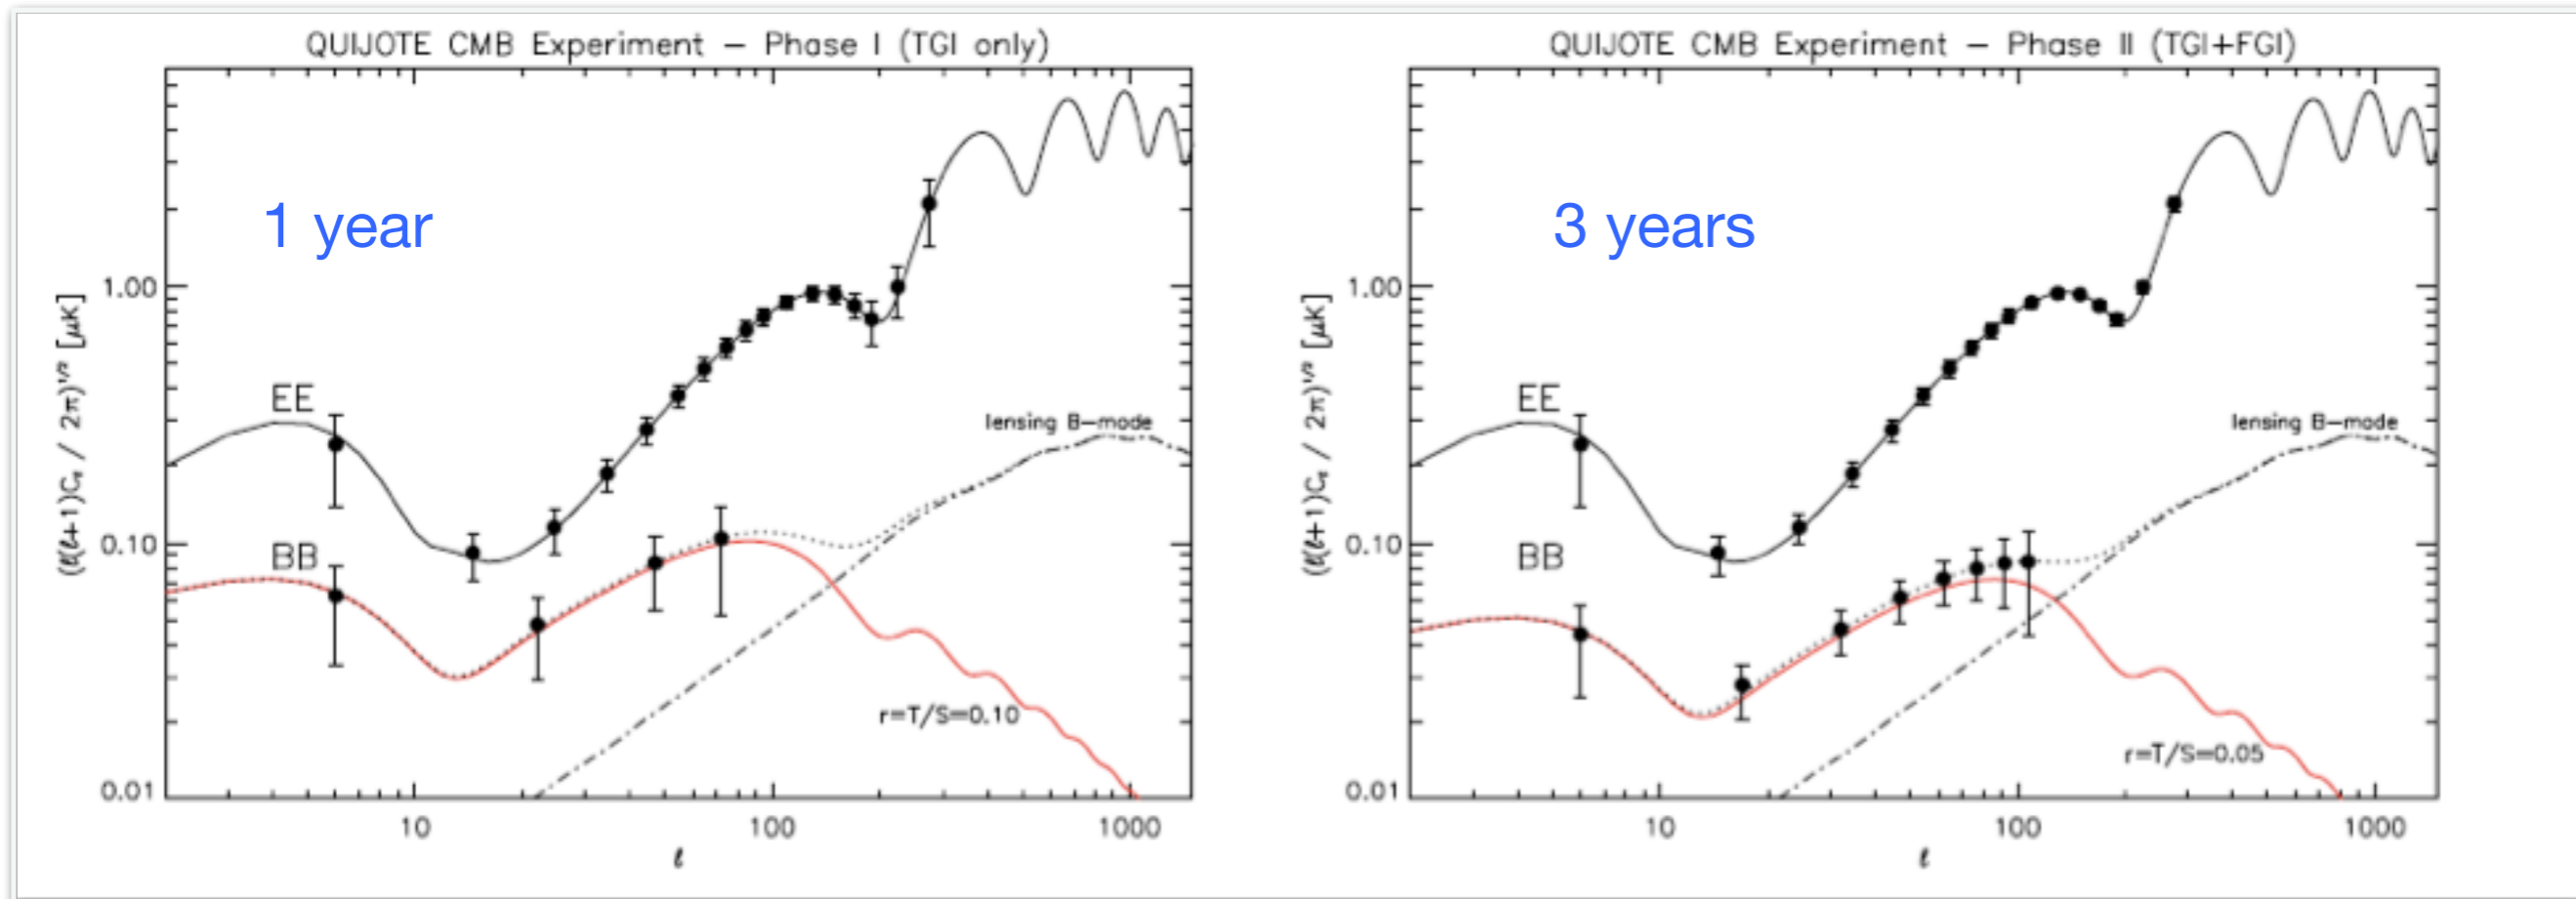 QUIJOTE CMB Experiment – Phase I (TGI only)
1 year
1.00
0.10
0.01
(ℓ(ℓ+1)Cℓ / 2π)^1/2 [μK]
EE
BB
lensing B–mode
r=T/S=0.10
10
100
1000
ℓ
QUIJOTE CMB Experiment – Phase II (TGI+FGI)
3 years
1.00
0.10
0.01
(ℓ(ℓ+1)Cℓ / 2π)^1/2 [μK]
EE
BB
lensing B–mode
r=T/S=0.05
10
100
1000
ℓ